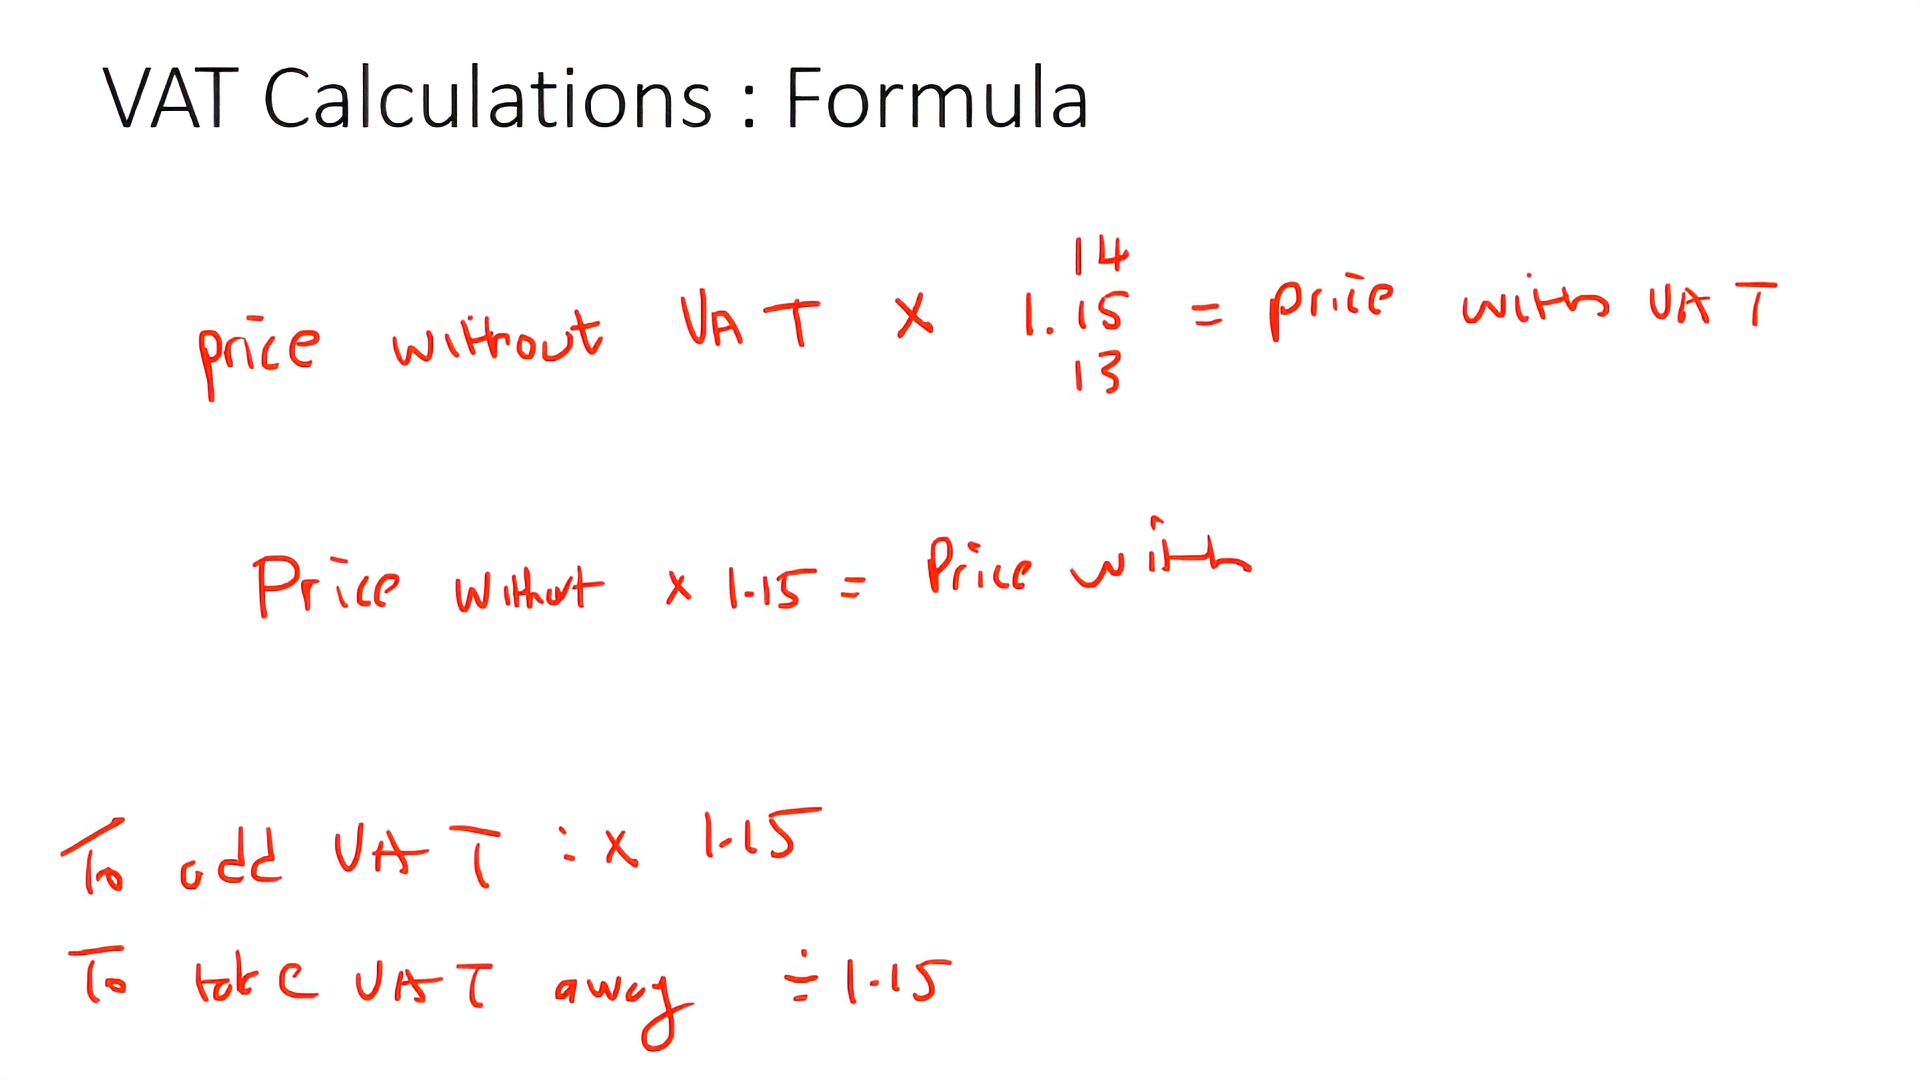 VAT Calculations : Formula
14
price without VAT x 1.15 = price with VAT
13
Price without x 1.15 = Price with
To add VAT : x 1.15
To take VAT away ÷ 1.15